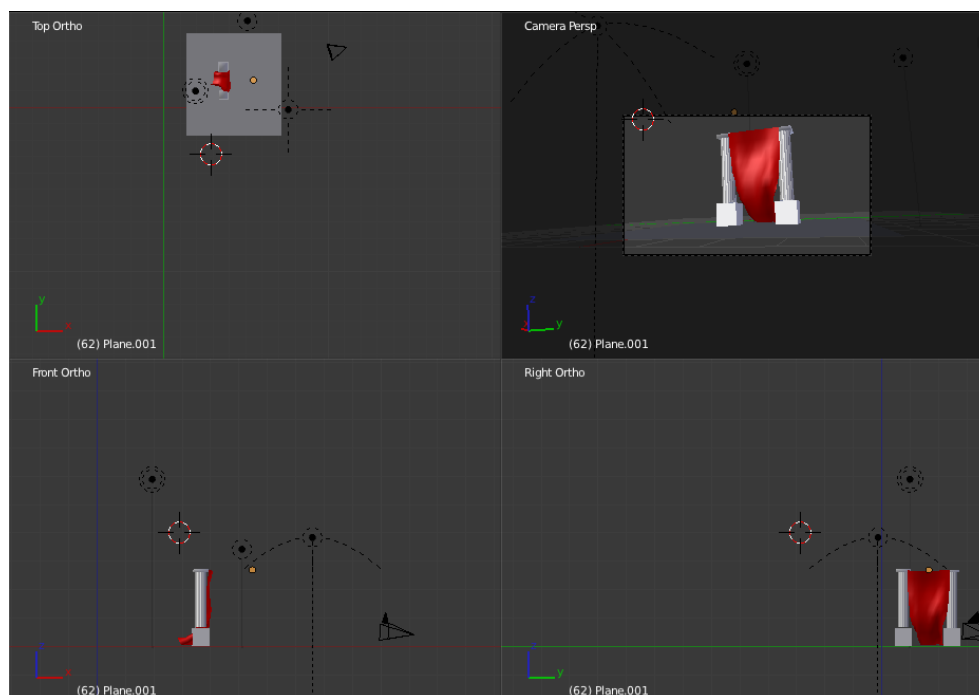 Top Ortho
y
x
(62) Plane.001
Camera Persp
z
x
y
(62) Plane.001
Front Ortho
z
x
(62) Plane.001
Right Ortho
z
y
(62) Plane.001